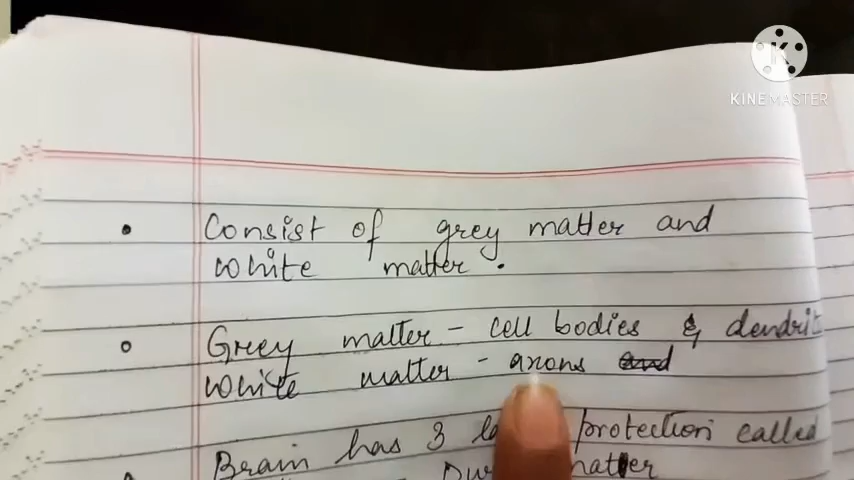 KINEMASTER
• Consist of grey matter and
white matter.
Grey matter - cell bodies & dendrit
white matter - axons and
Brain has 3 protection called
mater